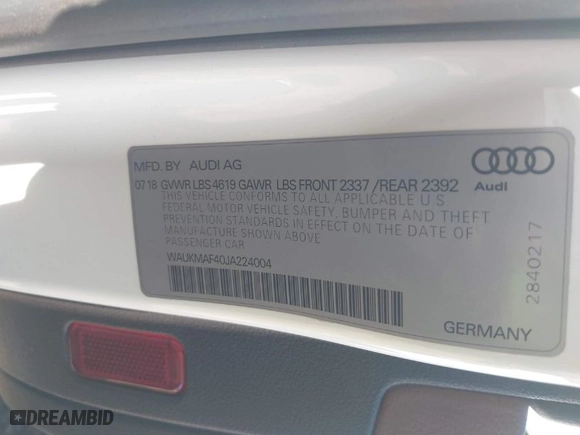 MFD. BY AUDI AG
07 18 GVWR LBS 4619 GAWR LBS FRONT 2337 /REAR 2392
THIS VEHICLE CONFORMS TO ALL APPLICABLE U S
FEDERAL MOTOR VEHICLE SAFETY, BUMPER AND THEFT
PREVENTION STANDARDS IN EFFECT ON THE DATE OF
MANUFACTURE SHOWN ABOVE
PASSENGER CAR
WAUKMAF40JA224004
Audi
2840217
GERMANY
DREAMBID